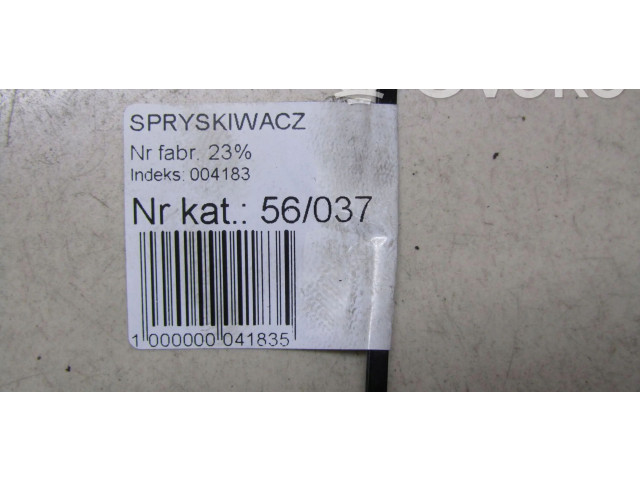 SPRYSKIWACZ
Nr fabr. 23%
Indeks: 004183
Nr kat.: 56/037
1 000000 041835